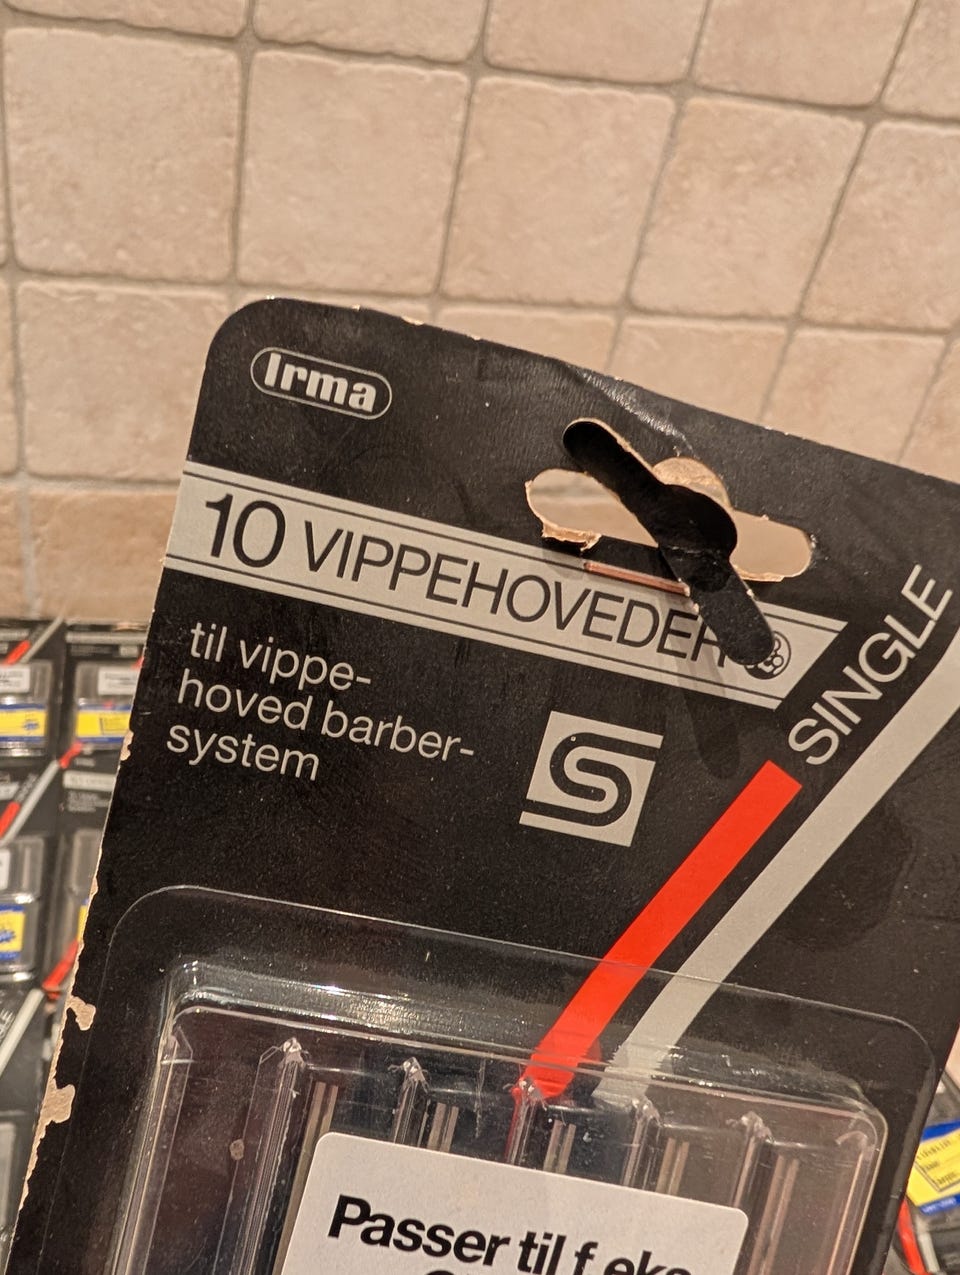 Irma
10 VIPPEHOVEDER
SINGLE
til vippe-
hoved barber-
system
S
Passer til f eks